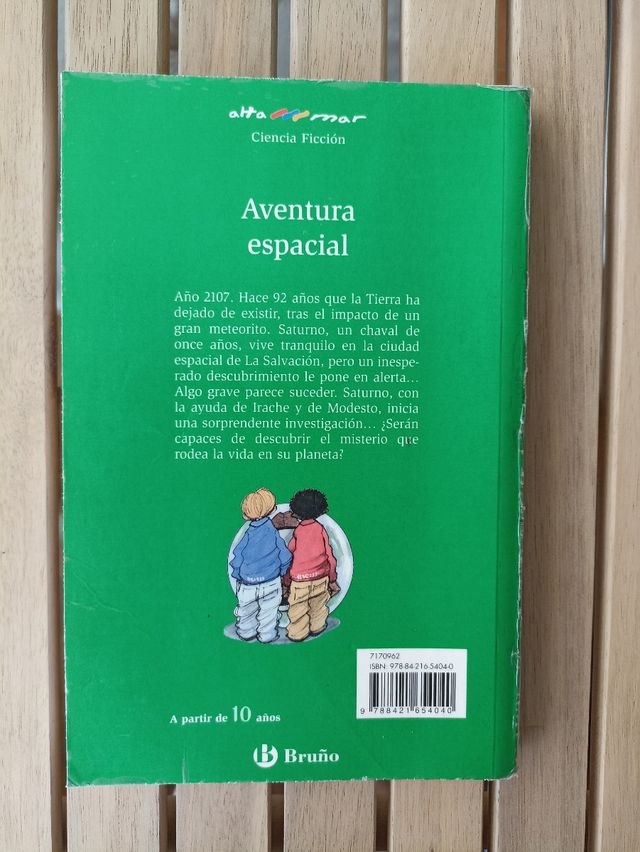 alta mar
Ciencia Ficción
Aventura
espacial
Año 2107. Hace 92 años que la Tierra ha
dejado de existir, tras el impacto de un
gran meteorito. Saturno, un chaval de
once años, vive tranquilo en la ciudad
espacial de La Salvación, pero un inespe-
rado descubrimiento le pone en alerta...
Algo grave parece suceder. Saturno, con
la ayuda de Irache y de Modesto, inicia
una sorprendente investigación... ¿Serán
capaces de descubrir el misterio que
rodea la vida en su planeta?
7170962
ISBN: 978-84-216-5404-0
9 788421 654040
A partir de 10 años
B Bruño